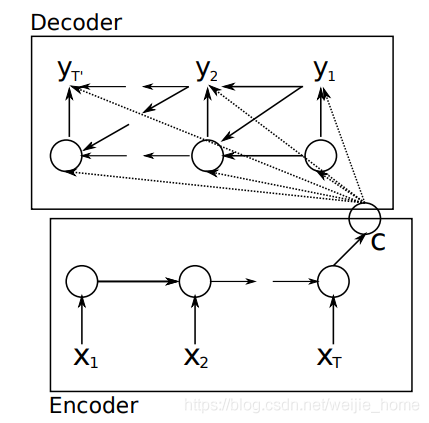 Decoder
yT' y2 y1
c
x1 x2 xT
Encoder
https://blog.csdn.net/weijie_home